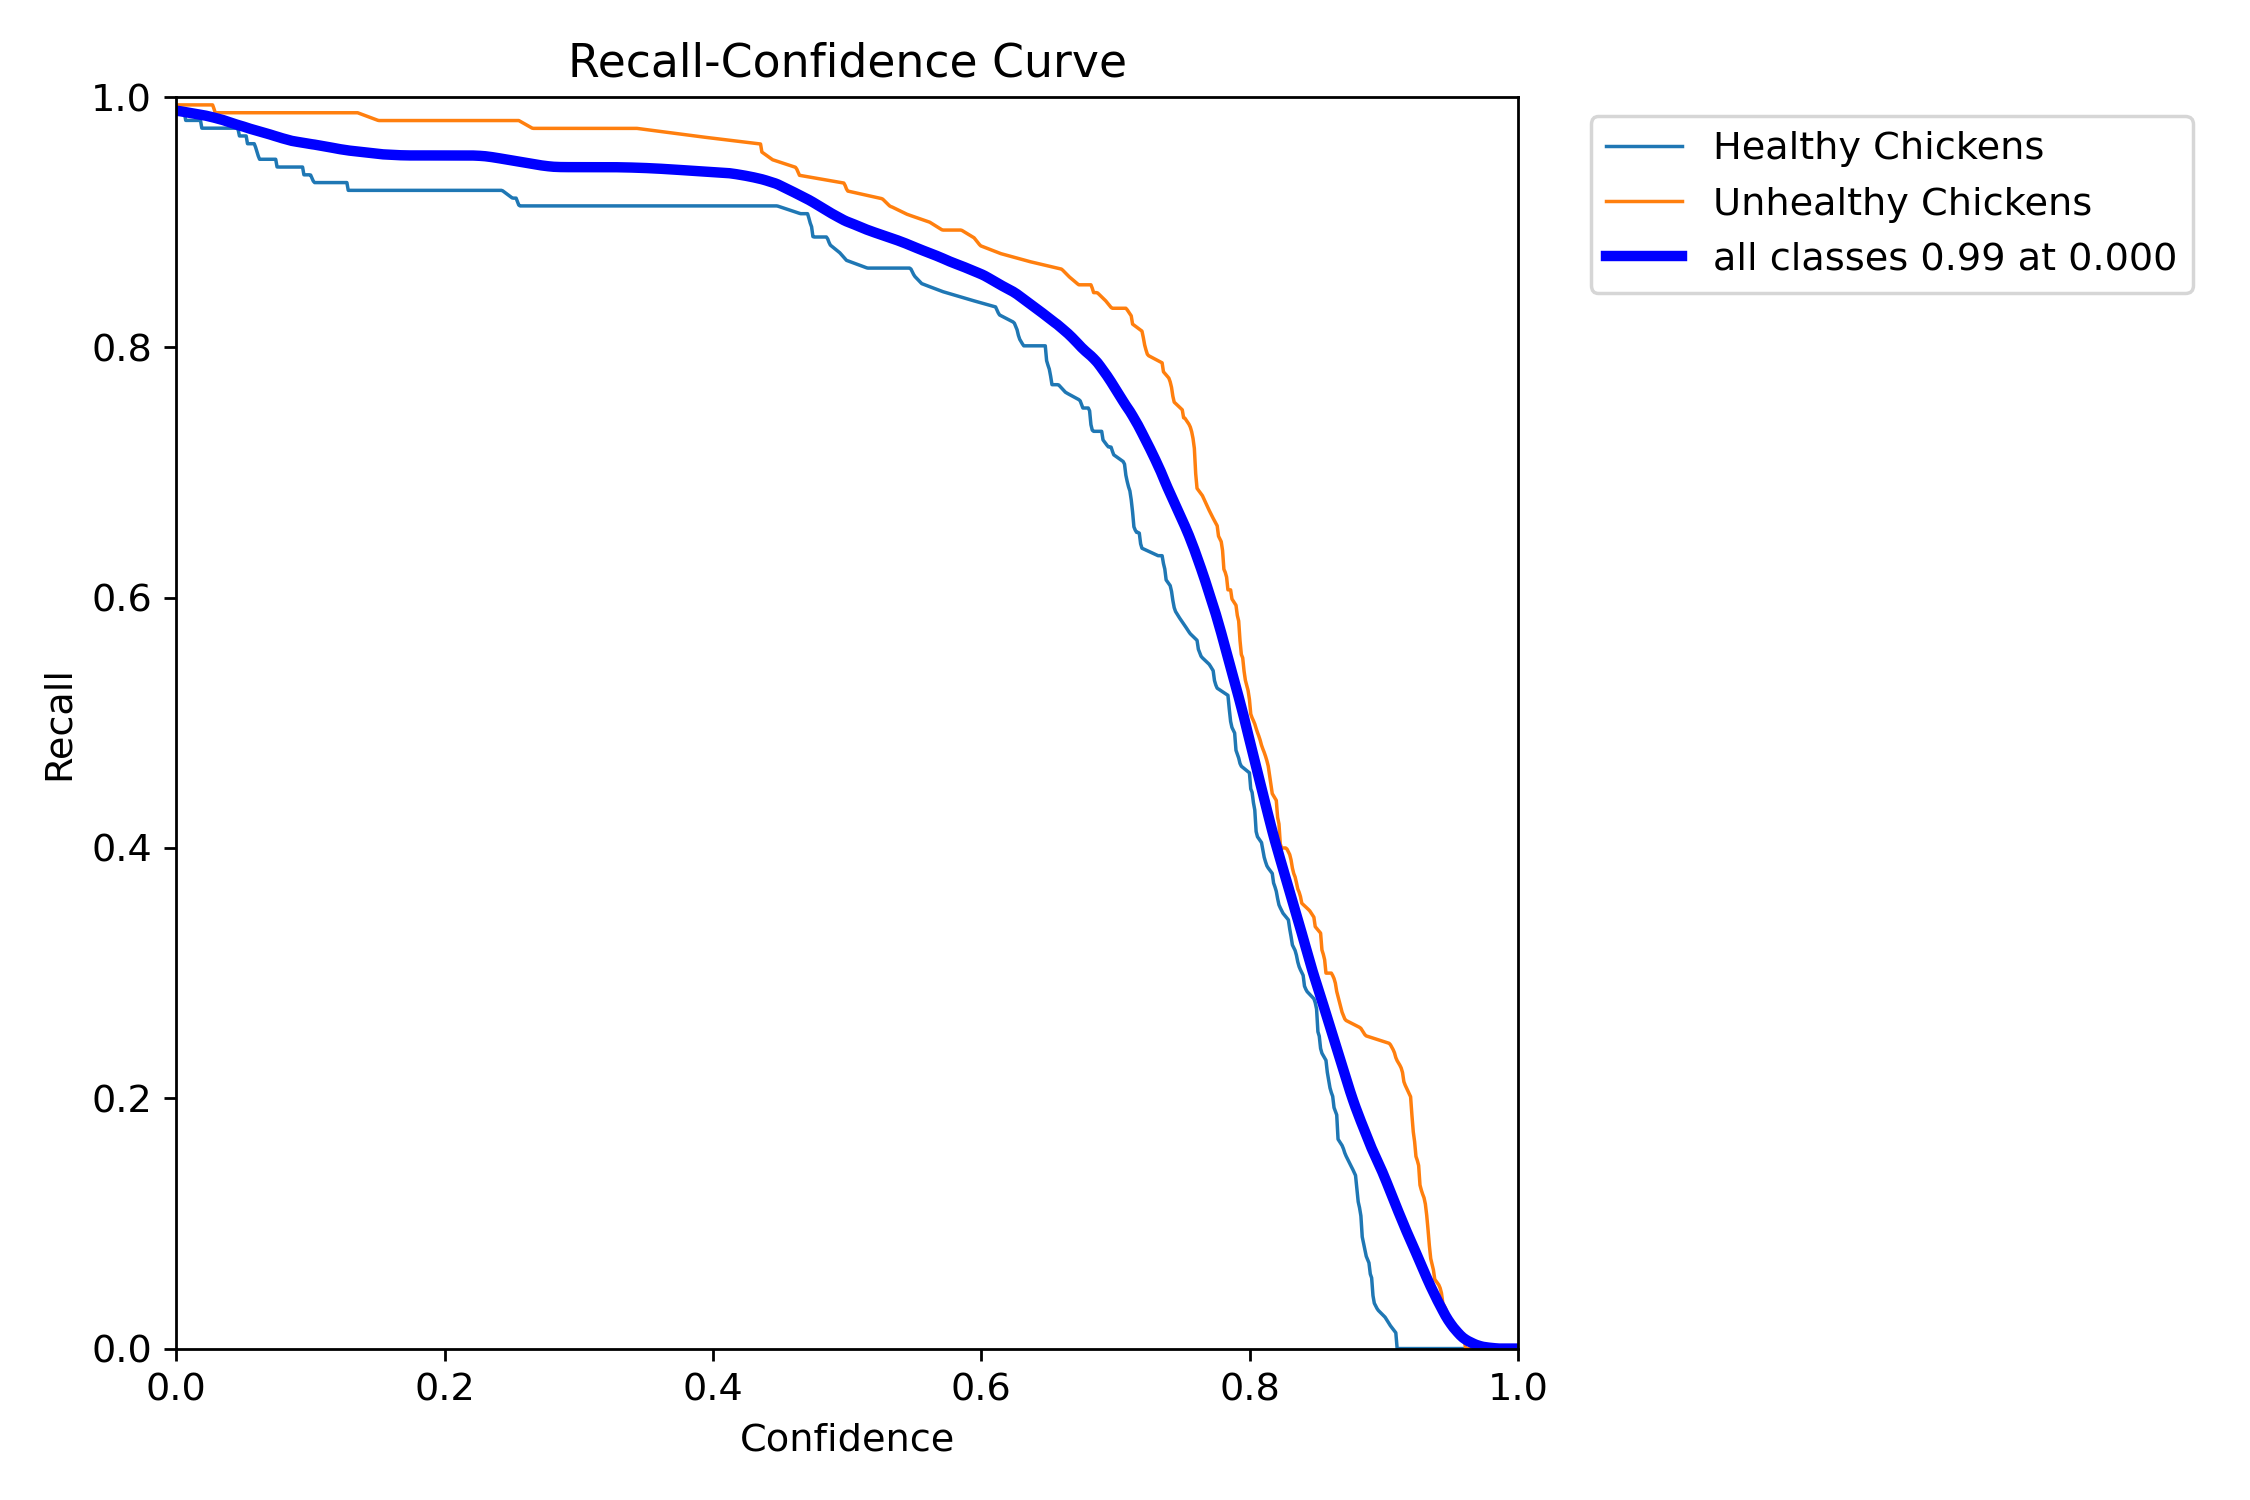 Recall-Confidence Curve
1.0
0.8
0.6
0.4
0.2
0.0
Recall
0.0 0.2 0.4 0.6 0.8 1.0
Confidence
Healthy Chickens
Unhealthy Chickens
all classes 0.99 at 0.000